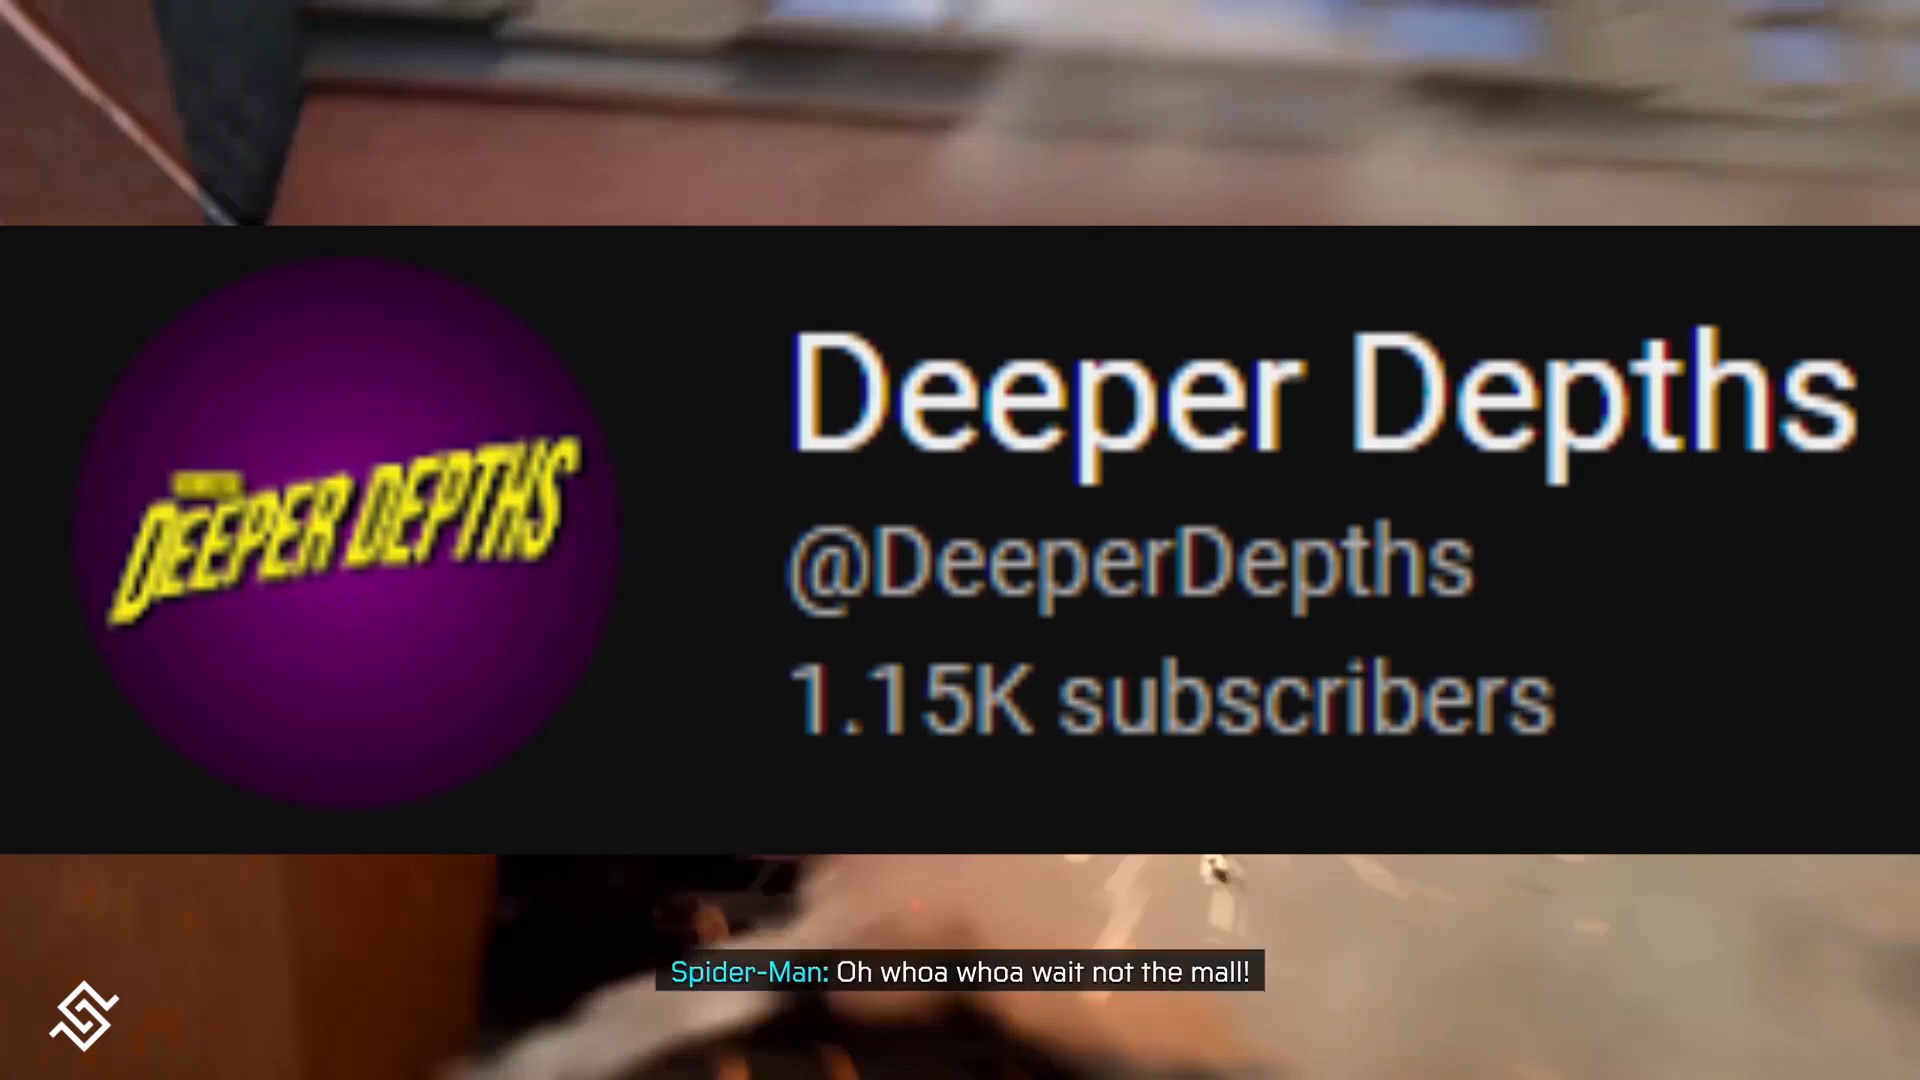 DEEPER DEPTHS
Deeper Depths
@DeeperDepths
1.15K subscribers
Spider-Man: Oh whoa whoa wait not the mall!